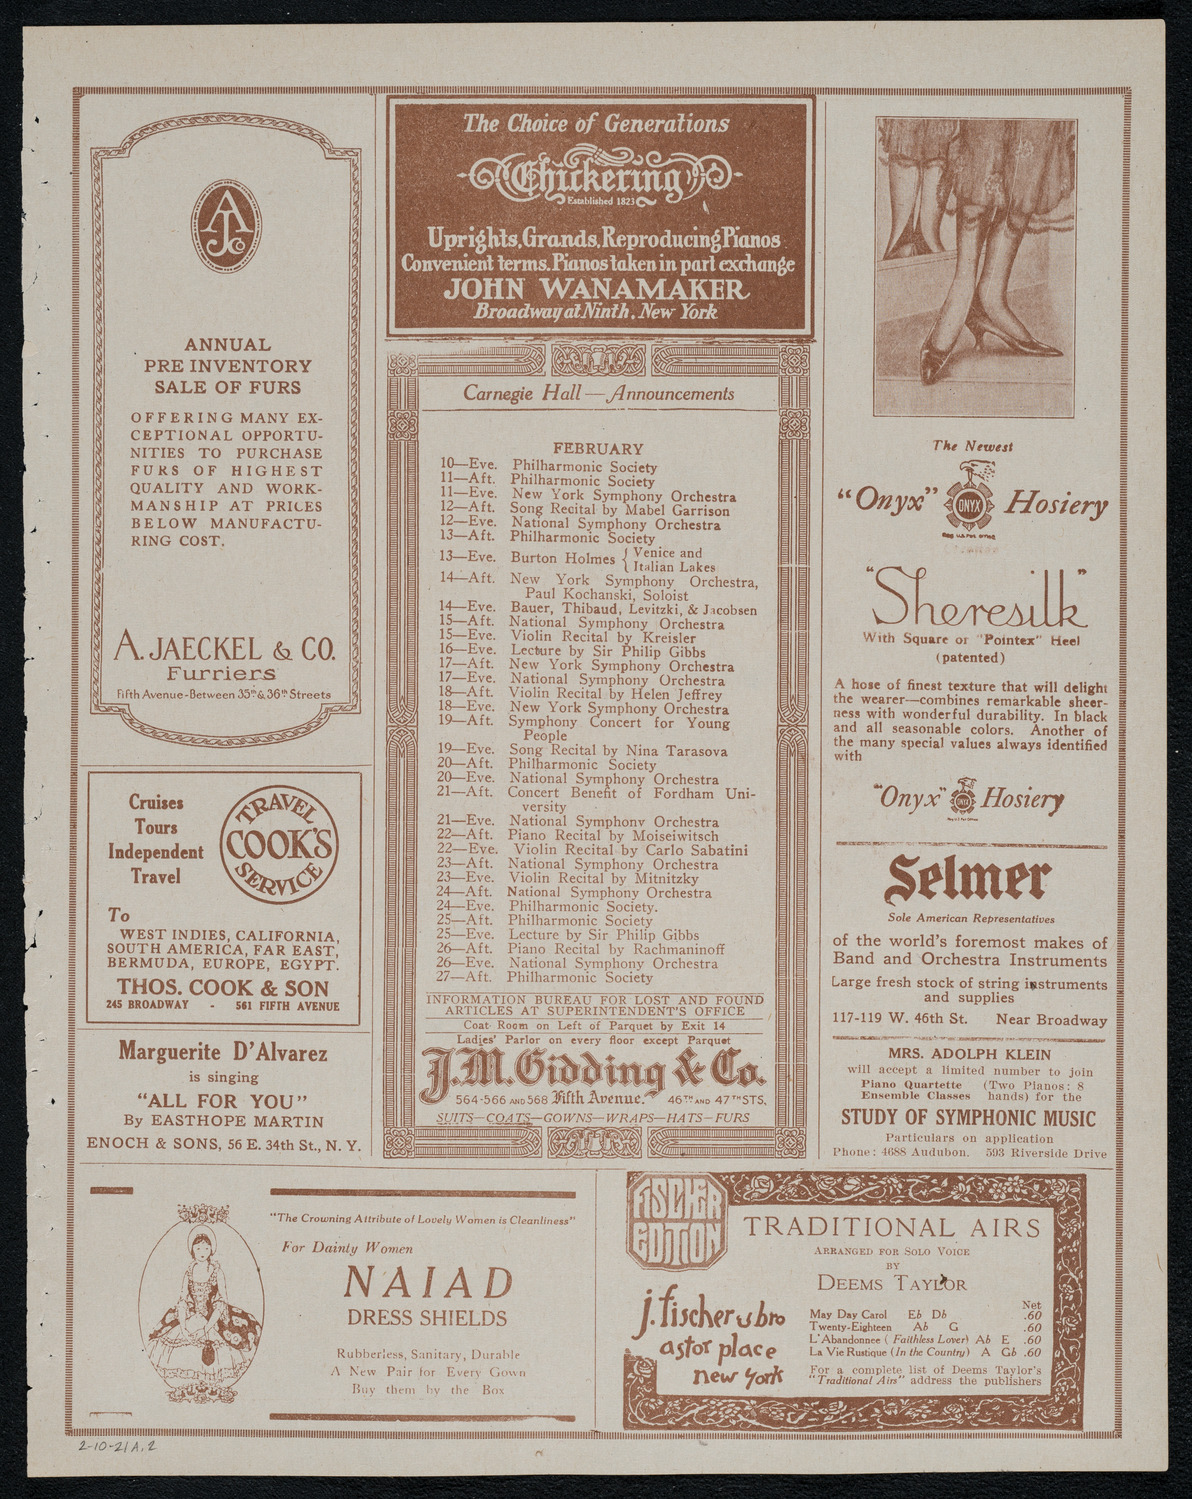 AJCo
ANNUAL
PRE INVENTORY
SALE OF FURS
OFFERING MANY EX-
CEPTIONAL OPPORTU-
NITIES TO PURCHASE
FURS OF HIGHEST
QUALITY AND WORK-
MANSHIP AT PRICES
BELOW MANUFACTU-
RING COST.
A. JAECKEL & CO.
Furriers
Fifth Avenue-Between 35th & 36th Streets
Cruises
Tours
Independent
Travel
TRAVEL
COOK'S
SERVICE
To
WEST INDIES, CALIFORNIA,
SOUTH AMERICA, FAR EAST,
BERMUDA, EUROPE, EGYPT.
THOS. COOK & SON
245 BROADWAY - 561 FIFTH AVENUE
Marguerite D'Alvarez
is singing
"ALL FOR YOU"
By EASTHOPE MARTIN
ENOCH & SONS, 56 E. 34th St., N. Y.
The Choice of Generations
Chickering
Established 1823
Uprights, Grands, Reproducing Pianos
Convenient terms. Pianos taken in part exchange
JOHN WANAMAKER
Broadway at Ninth, New York
Carnegie Hall—Announcements
FEBRUARY
10—Eve. Philharmonic Society
11—Aft. Philharmonic Society
11—Eve. New York Symphony Orchestra
12—Aft. Song Recital by Mabel Garrison
12—Eve. National Symphony Orchestra
13—Aft. Philharmonic Society
13—Eve. Burton Holmes { Venice and
Italian Lakes
14—Aft. New York Symphony Orchestra,
Paul Kochanski, Soloist
14—Eve. Bauer, Thibaud, Levitzki, & Jacobsen
15—Aft. National Symphony Orchestra
15—Eve. Violin Recital by Kreisler
16—Eve. Lecture by Sir Philip Gibbs
17—Aft. New York Symphony Orchestra
17—Eve. National Symphony Orchestra
18—Aft. Violin Recital by Helen Jeffrey
18—Eve. New York Symphony Orchestra
19—Aft. Symphony Concert for Young
People
19—Eve. Song Recital by Nina Tarasova
20—Aft. Philharmonic Society
20—Eve. National Symphony Orchestra
21—Aft. Concert Benefit of Fordham Uni-
versity
21—Eve. National Symphony Orchestra
22—Aft. Piano Recital by Moiseiwitsch
22—Eve. Violin Recital by Carlo Sabatini
23—Aft. National Symphony Orchestra
23—Eve. Violin Recital by Mitnitzky
24—Aft. National Symphony Orchestra
24—Eve. Philharmonic Society.
25—Aft. Philharmonic Society
25—Eve. Lecture by Sir Philip Gibbs
26—Aft. Piano Recital by Rachmaninoff
26—Eve. National Symphony Orchestra
27—Aft. Philharmonic Society
INFORMATION BUREAU FOR LOST AND FOUND
ARTICLES AT SUPERINTENDENT'S OFFICE
Coat Room on Left of Parquet by Exit 14
Ladies' Parlor on every floor except Parquet
J.M. Gidding & Co.
564-566 AND 568 Fifth Avenue. 46TH AND 47TH STS.
SUITS—COATS—GOWNS—WRAPS—HATS—FURS
The Newest
"Onyx" ONYX Hosiery
"Sheresilk"
With Square or "Pointex" Heel
(patented)
A hose of finest texture that will delight
the wearer—combines remarkable sheer-
ness with wonderful durability. In black
and all seasonable colors. Another of
the many special values always identified
with
"Onyx" Hosiery
Selmer
Sole American Representatives
of the world's foremost makes of
Band and Orchestra Instruments
Large fresh stock of string instruments
and supplies
117-119 W. 46th St. Near Broadway
MRS. ADOLPH KLEIN
will accept a limited number to join
Piano Quartette (Two Pianos: 8
Ensemble Classes hands) for the
STUDY OF SYMPHONIC MUSIC
Particulars on application
Phone: 4688 Audubon. 593 Riverside Drive
"The Crowning Attribute of Lovely Women is Cleanliness"
For Dainty Women
NAIAD
DRESS SHIELDS
Rubberless, Sanitary, Durable
A New Pair for Every Gown
Buy them by the Box
FISCHER
EDITION
j. fischer & bro
astor place
new york
TRADITIONAL AIRS
ARRANGED FOR SOLO VOICE
BY
DEEMS TAYLOR
Net
May Day Carol Eb Db .60
Twenty-Eighteen Ab G .60
L'Abandonnee (Faithless Lover) Ab E .60
La Vie Rustique (In the Country) A Gb .60
For a complete list of Deems Taylor's
"Traditional Airs" address the publishers
2-10-21A.2